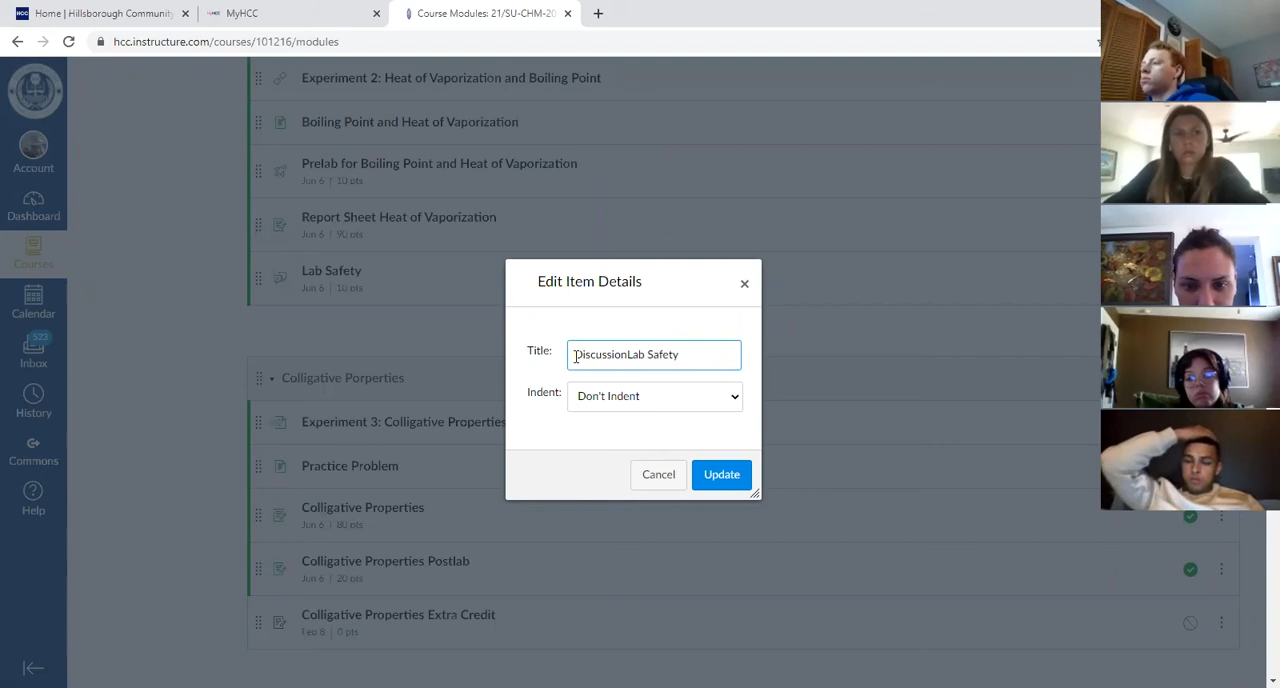 Home | Hillsborough Community
MyHCC
Course Modules: 21/SU-CHM-20
hcc.instructure.com/courses/101216/modules
Account
Dashboard
Courses
Calendar
523
Inbox
History
Commons
Help
Experiment 2: Heat of Vaporization and Boiling Point
Boiling Point and Heat of Vaporization
Prelab for Boiling Point and Heat of Vaporization
Jun 6 | 10 pts
Report Sheet Heat of Vaporization
Jun 6 | 90 pts
Lab Safety
Jun 6 | 10 pts
Colligative Porperties
Experiment 3: Colligative Properties
Practice Problem
Colligative Properties
Jun 6 | 80 pts
Colligative Properties Postlab
Jun 6 | 20 pts
Colligative Properties Extra Credit
Feb 8 | 0 pts
Edit Item Details
Title:
DiscussionLab Safety
Indent:
Don't Indent
Cancel
Update